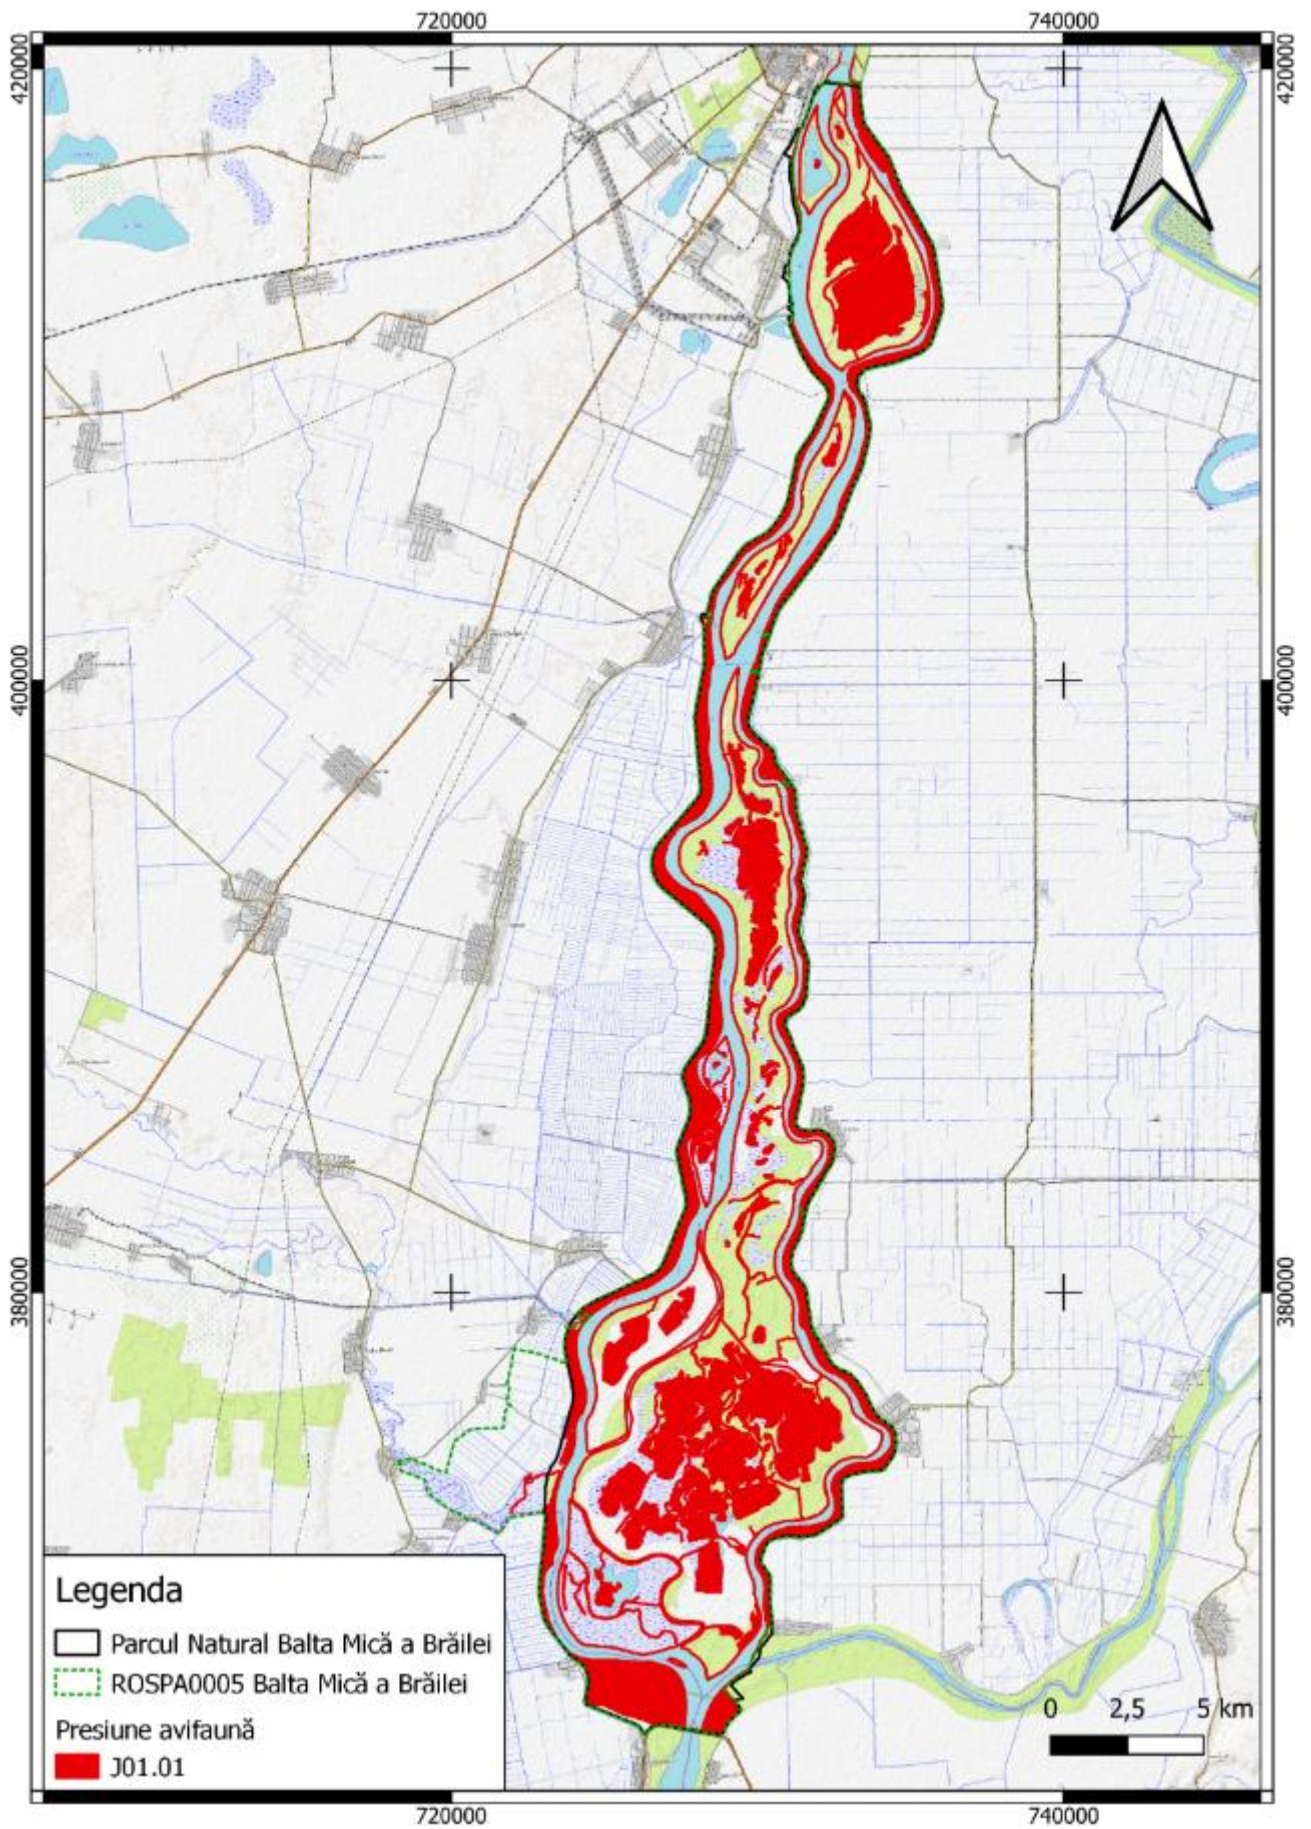 720000 740000
420000 420000
400000 400000
380000 380000
Legenda
Parcul Natural Balta Mică a Brăilei
ROSPA0005 Balta Mică a Brăilei
Presiune avifaună
J01.01
0 2,5 5 km
720000 740000